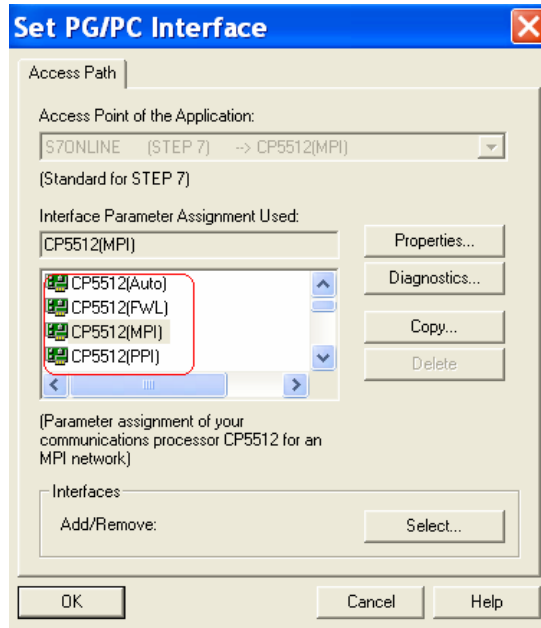 Set PG/PC Interface
Access Path
Access Point of the Application:
S7ONLINE (STEP 7) --> CP5512(MPI)
(Standard for STEP 7)
Interface Parameter Assignment Used:
CP5512(MPI)
Properties...
CP5512(Auto)
Diagnostics...
CP5512(FWL)
CP5512(MPI)
Copy...
CP5512(PPI)
Delete
(Parameter assignment of your
communications processor CP5512 for an
MPI network)
Interfaces
Add/Remove:
Select...
OK
Cancel
Help